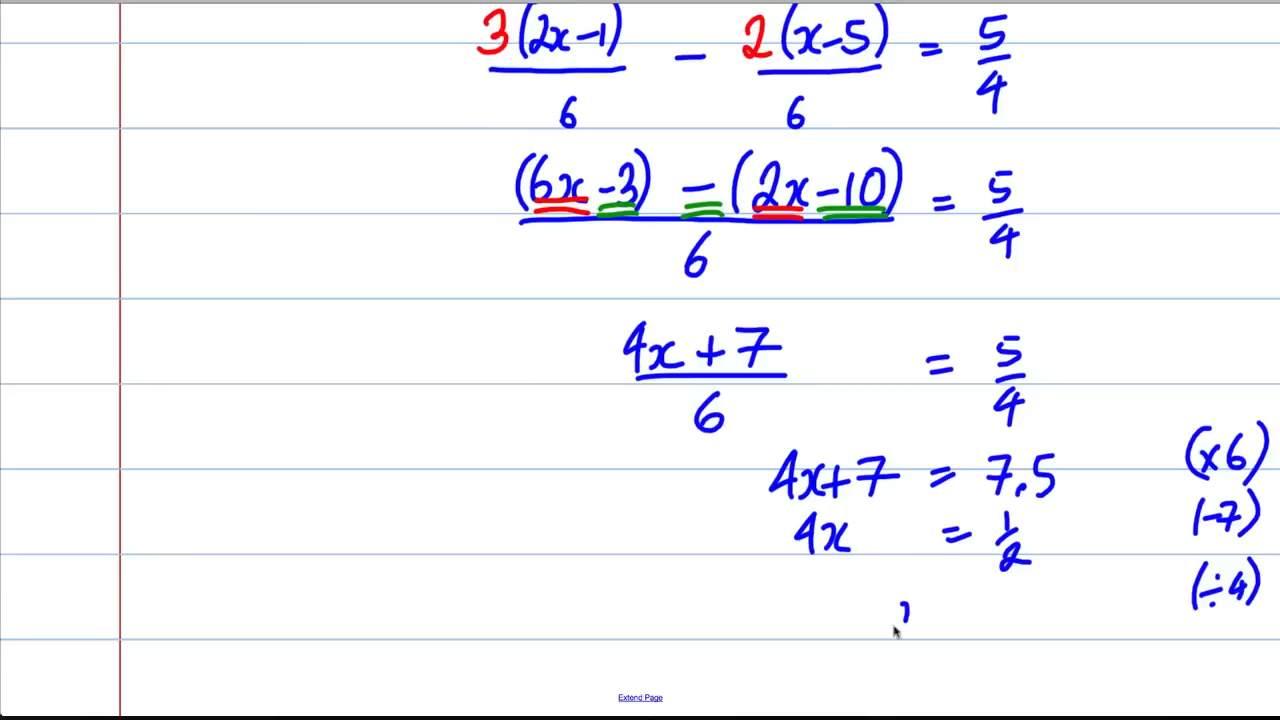 3(2x-1)/6 - 2(x-5)/6 = 5/4
(6x-3) - (2x-10)/6 = 5/4
4x+7/6 = 5/4
4x+7 = 7.5 (×6)
4x = 1/2 (-7)
(÷4)
Extend Page